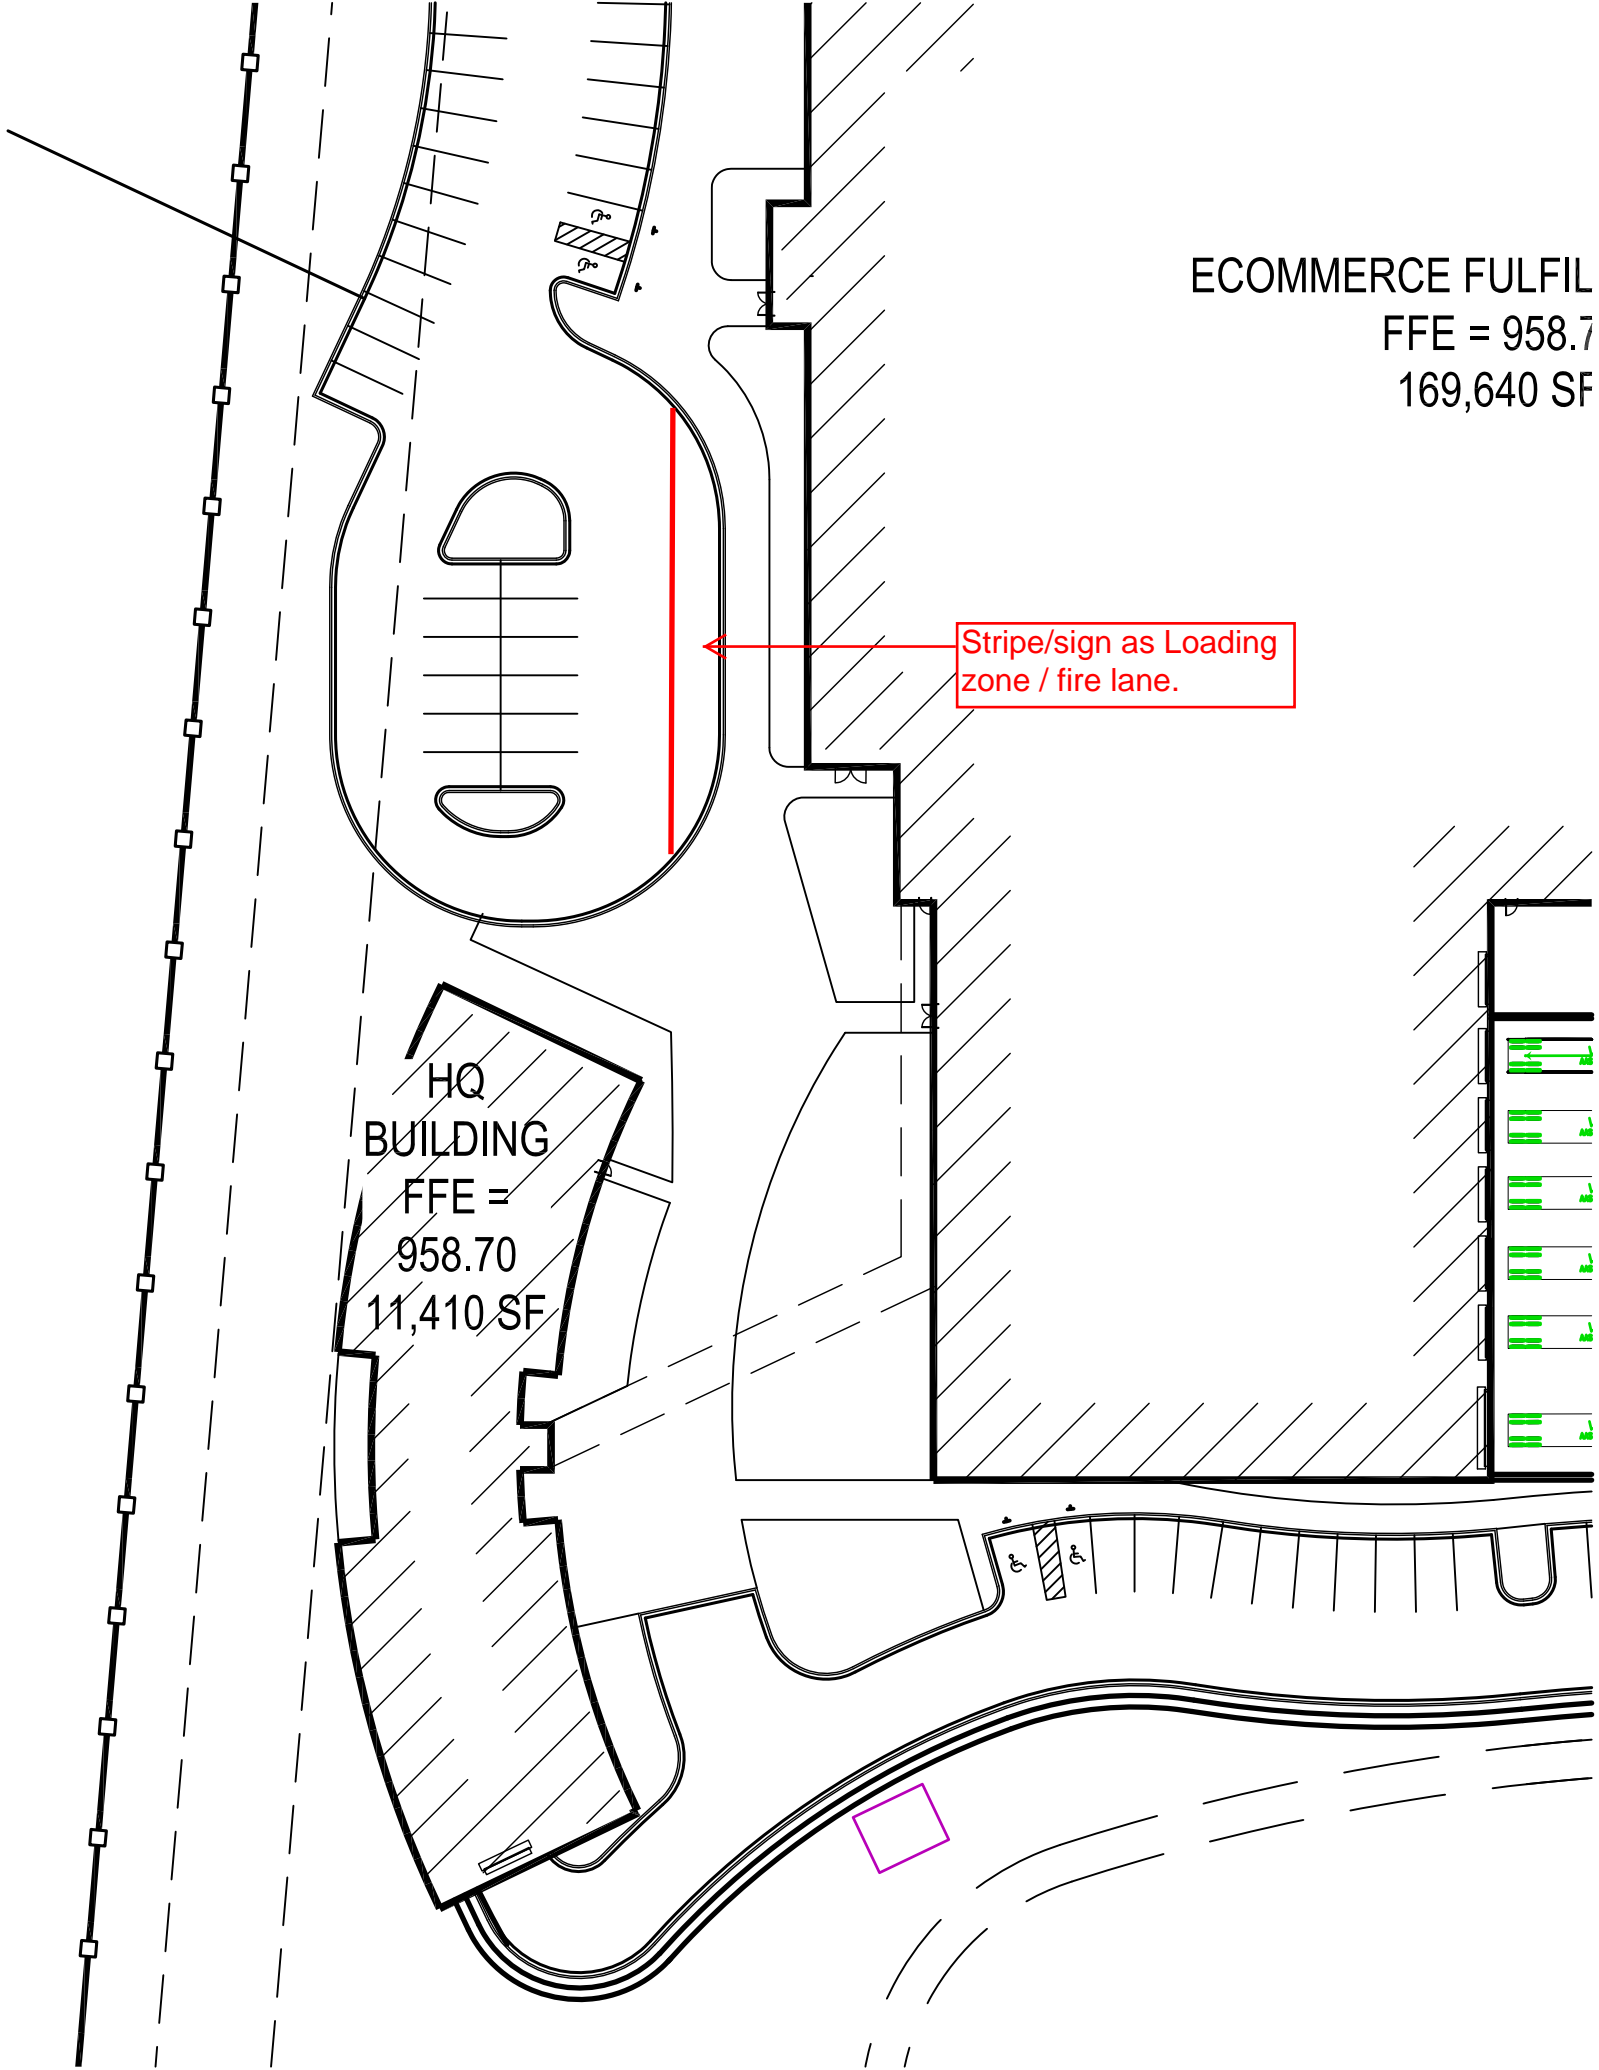 ECOMMERCE FULFIL
FFE = 958.7
169,640 SF
Stripe/sign as Loading
zone / fire lane.
HQ
BUILDING
FFE =
958.70
11,410 SF